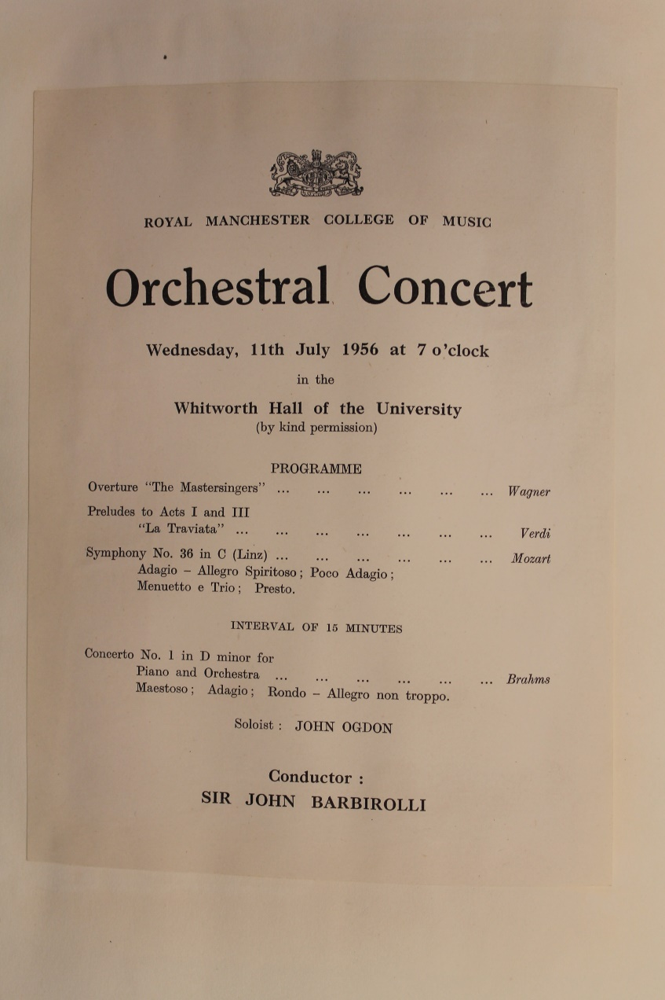 ROYAL MANCHESTER COLLEGE OF MUSIC
Orchestral Concert
Wednesday, 11th July 1956 at 7 o'clock
in the
Whitworth Hall of the University
(by kind permission)
PROGRAMME
Overture "The Mastersingers" ... ... ... ... ... ... Wagner
Preludes to Acts I and III
"La Traviata" ... ... ... ... ... ... ... Verdi
Symphony No. 36 in C (Linz) ... ... ... ... ... ... Mozart
Adagio – Allegro Spiritoso ; Poco Adagio ;
Menuetto e Trio ; Presto.
INTERVAL OF 15 MINUTES
Concerto No. 1 in D minor for
Piano and Orchestra ... ... ... ... ... ... Brahms
Maestoso ; Adagio ; Rondo – Allegro non troppo.
Soloist : JOHN OGDON
Conductor :
SIR JOHN BARBIROLLI